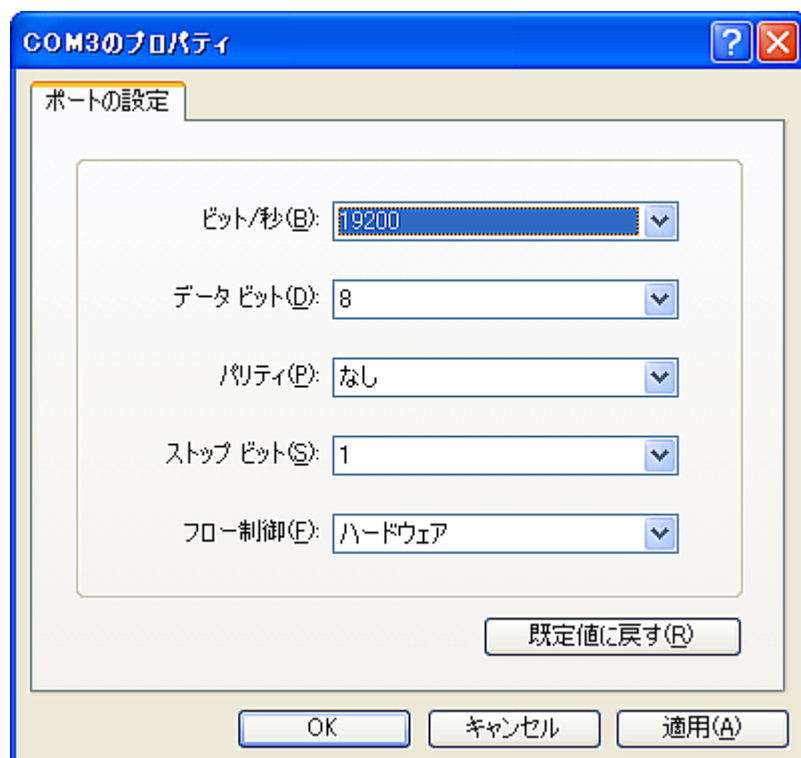 COM3のプロパティ
ポートの設定
ビット/秒(B): 19200
データ ビット(D): 8
パリティ(P): なし
ストップ ビット(S): 1
フロー制御(F): ハードウェア
既定値に戻す(R)
OK キャンセル 適用(A)